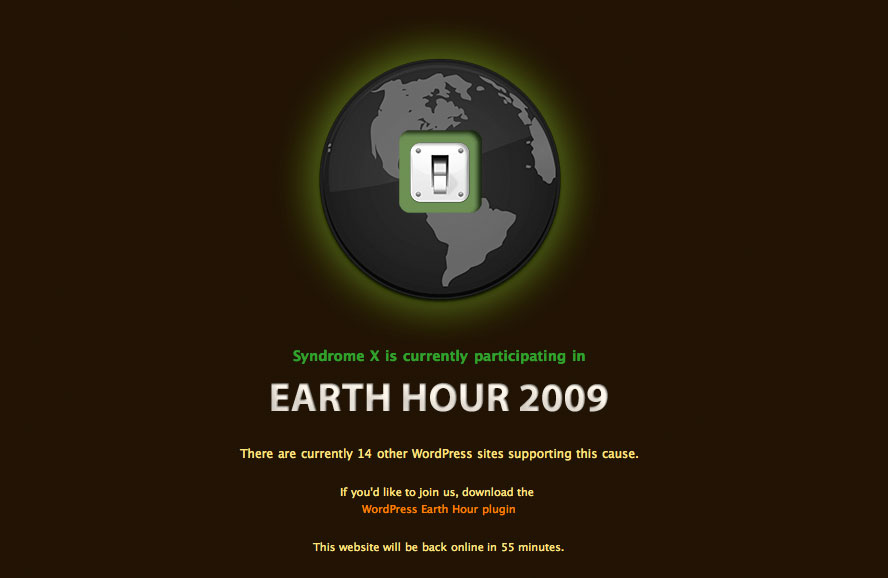 Syndrome X is currently participating in
EARTH HOUR 2009
There are currently 14 other WordPress sites supporting this cause.
If you'd like to join us, download the
WordPress Earth Hour plugin
This website will be back online in 55 minutes.